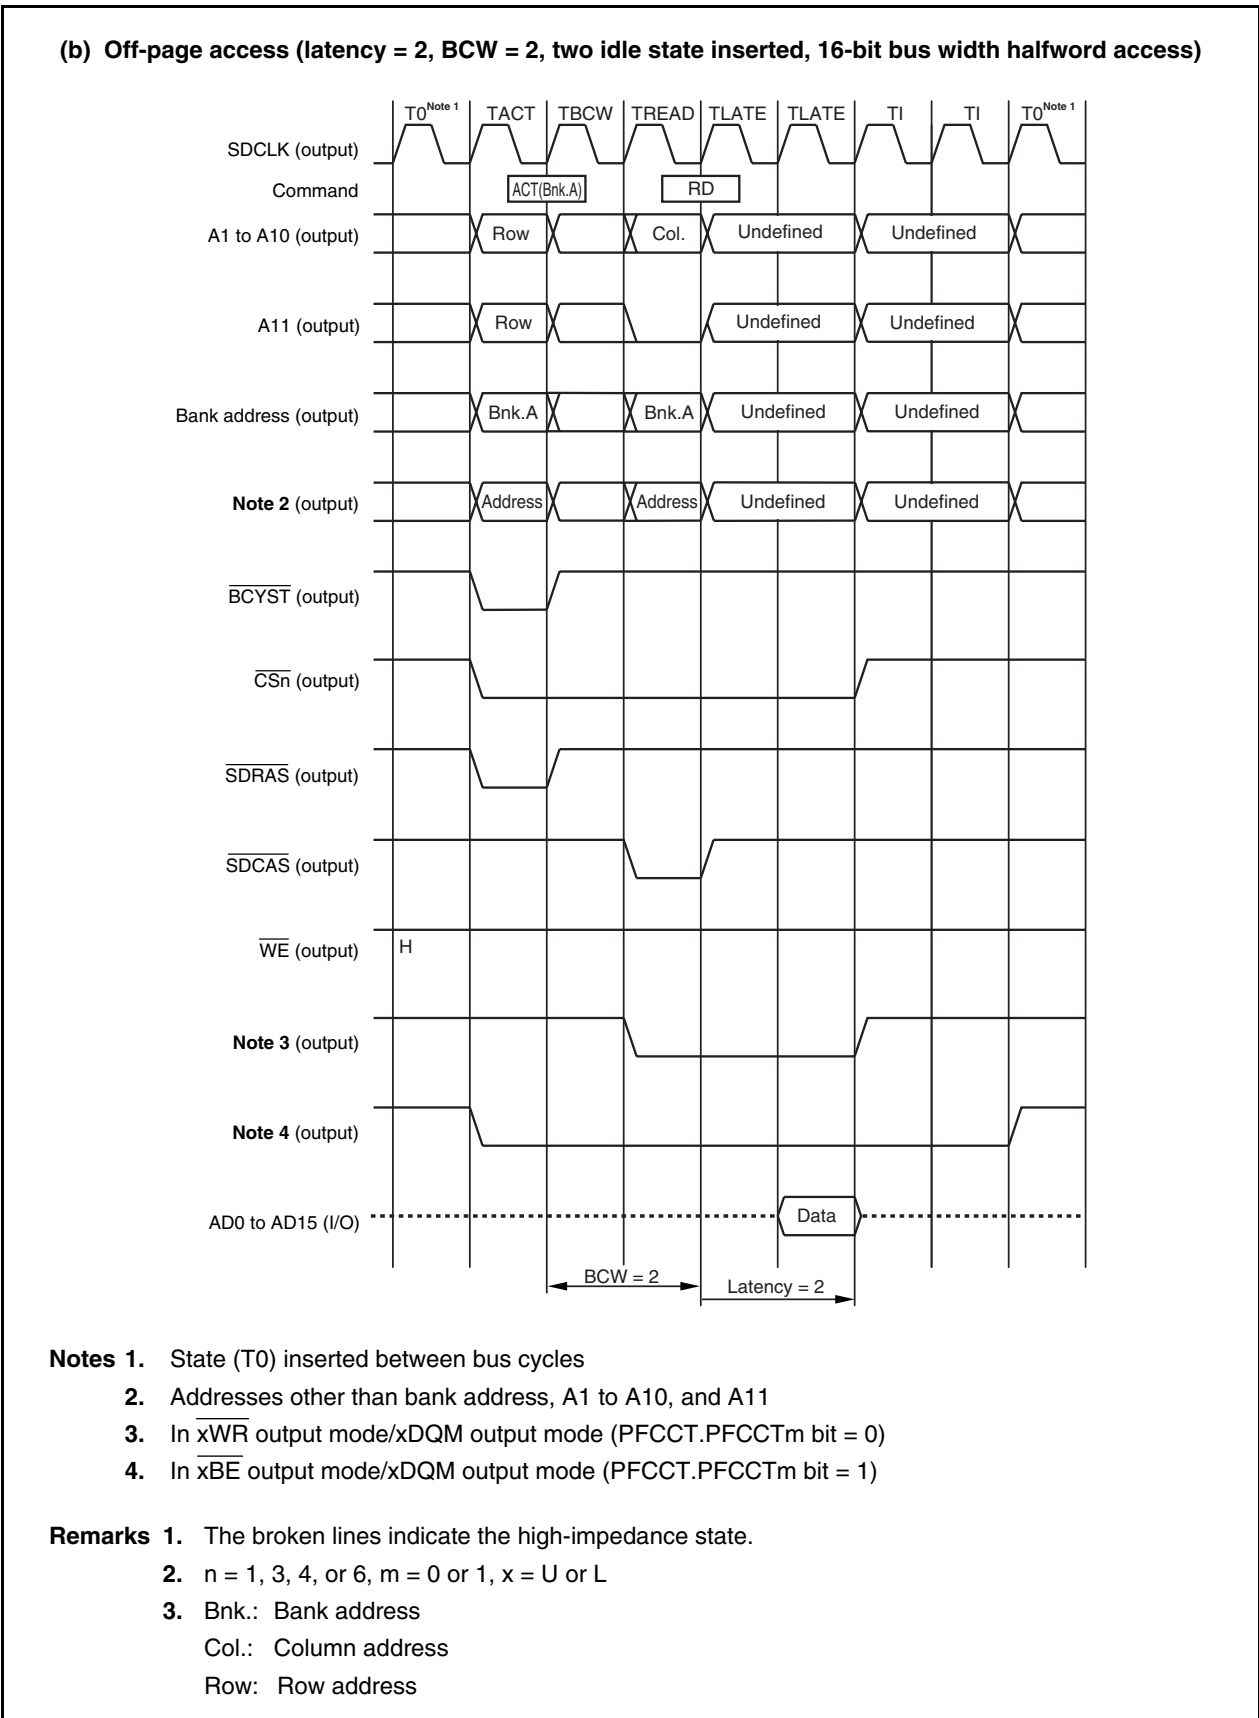 (b) Off-page access (latency = 2, BCW = 2, two idle state inserted, 16-bit bus width halfword access)
T0 Note 1 TACT TBCW TREAD TLATE TLATE TI TI T0 Note 1
SDCLK (output)
Command ACT(Bnk.A) RD
A1 to A10 (output) Row Col. Undefined Undefined
A11 (output) Row Undefined Undefined
Bank address (output) Bnk.A Bnk.A Undefined Undefined
Note 2 (output) Address Address Undefined Undefined
BCYST (output)
CSn (output)
SDRAS (output)
SDCAS (output)
WE (output) H
Note 3 (output)
Note 4 (output)
AD0 to AD15 (I/O) Data
BCW = 2
Latency = 2
Notes 1. State (T0) inserted between bus cycles
2. Addresses other than bank address, A1 to A10, and A11
3. In xWR output mode/xDQM output mode (PFCCT.PFCCTm bit = 0)
4. In xBE output mode/xDQM output mode (PFCCT.PFCCTm bit = 1)
Remarks 1. The broken lines indicate the high-impedance state.
2. n = 1, 3, 4, or 6, m = 0 or 1, x = U or L
3. Bnk.: Bank address
Col.: Column address
Row: Row address